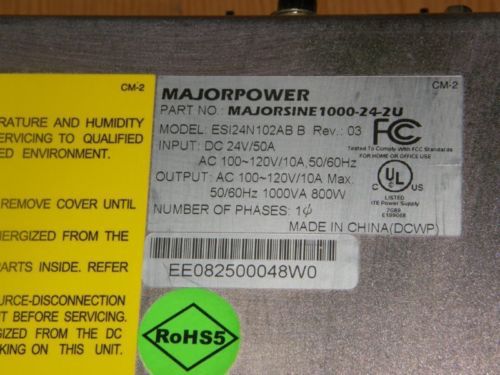 CM-2
CM-2
RATURE AND HUMIDITY
SERVICING TO QUALIFIED
ED ENVIRONMENT.
REMOVE COVER UNTIL
NERGIZED FROM THE
PARTS INSIDE. REFER
URCE-DISCONNECTION
T BEFORE SERVICING.
GIZED FROM THE DC
KING ON THIS UNIT.
MAJORPOWER
PART NO.: MAJORSINE1000-24-2U
MODEL: ESI24N102AB B Rev.: 03
INPUT: DC 24V/50A
AC 100~120V/10A,50/60Hz
OUTPUT: AC 100~120V/10A Max.
50/60Hz 1000VA 800W
NUMBER OF PHASES: 1ϕ
MADE IN CHINA(DCWP)
FC
Tested To Comply With FCC Standards
FOR HOME OR OFFICE USE
C UL US
LISTED
ITE Power Supply
E199068
EE082500048W0
RoHS5